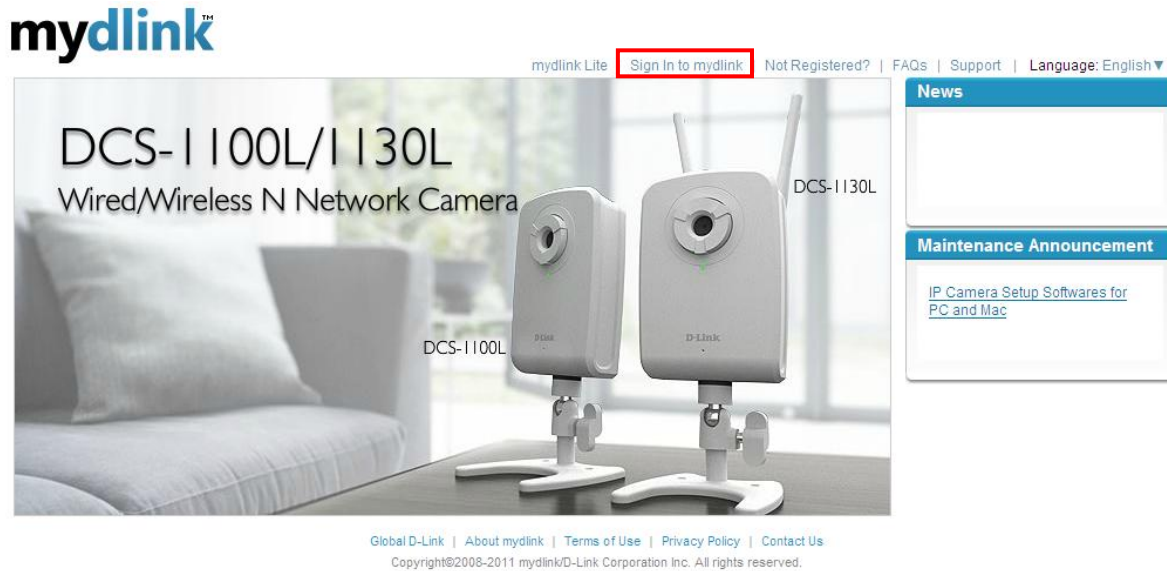 mydlink™
mydlink Lite Sign In to mydlink Not Registered? | FAQs | Support | Language: English▼
DCS-1100L/1130L
Wired/Wireless N Network Camera
DCS-1130L
DCS-1100L
D-Link
D-Link
News
Maintenance Announcement
IP Camera Setup Softwares for
PC and Mac
Global D-Link | About mydlink | Terms of Use | Privacy Policy | Contact Us
Copyright©2008-2011 mydlink/D-Link Corporation Inc. All rights reserved.